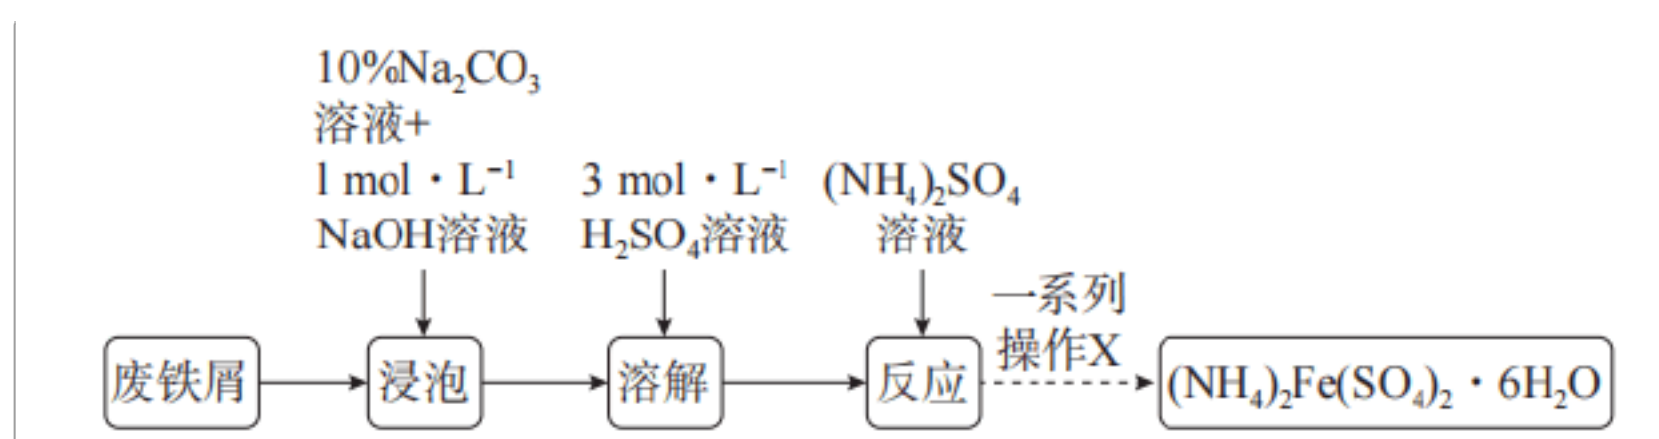 10%Na₂CO₃
溶液+
1 mol·L⁻¹
NaOH溶液
3 mol·L⁻¹
H₂SO₄溶液
(NH₄)₂SO₄
溶液
一系列
操作X
废铁屑
浸泡
溶解
反应
(NH₄)₂Fe(SO₄)₂·6H₂O